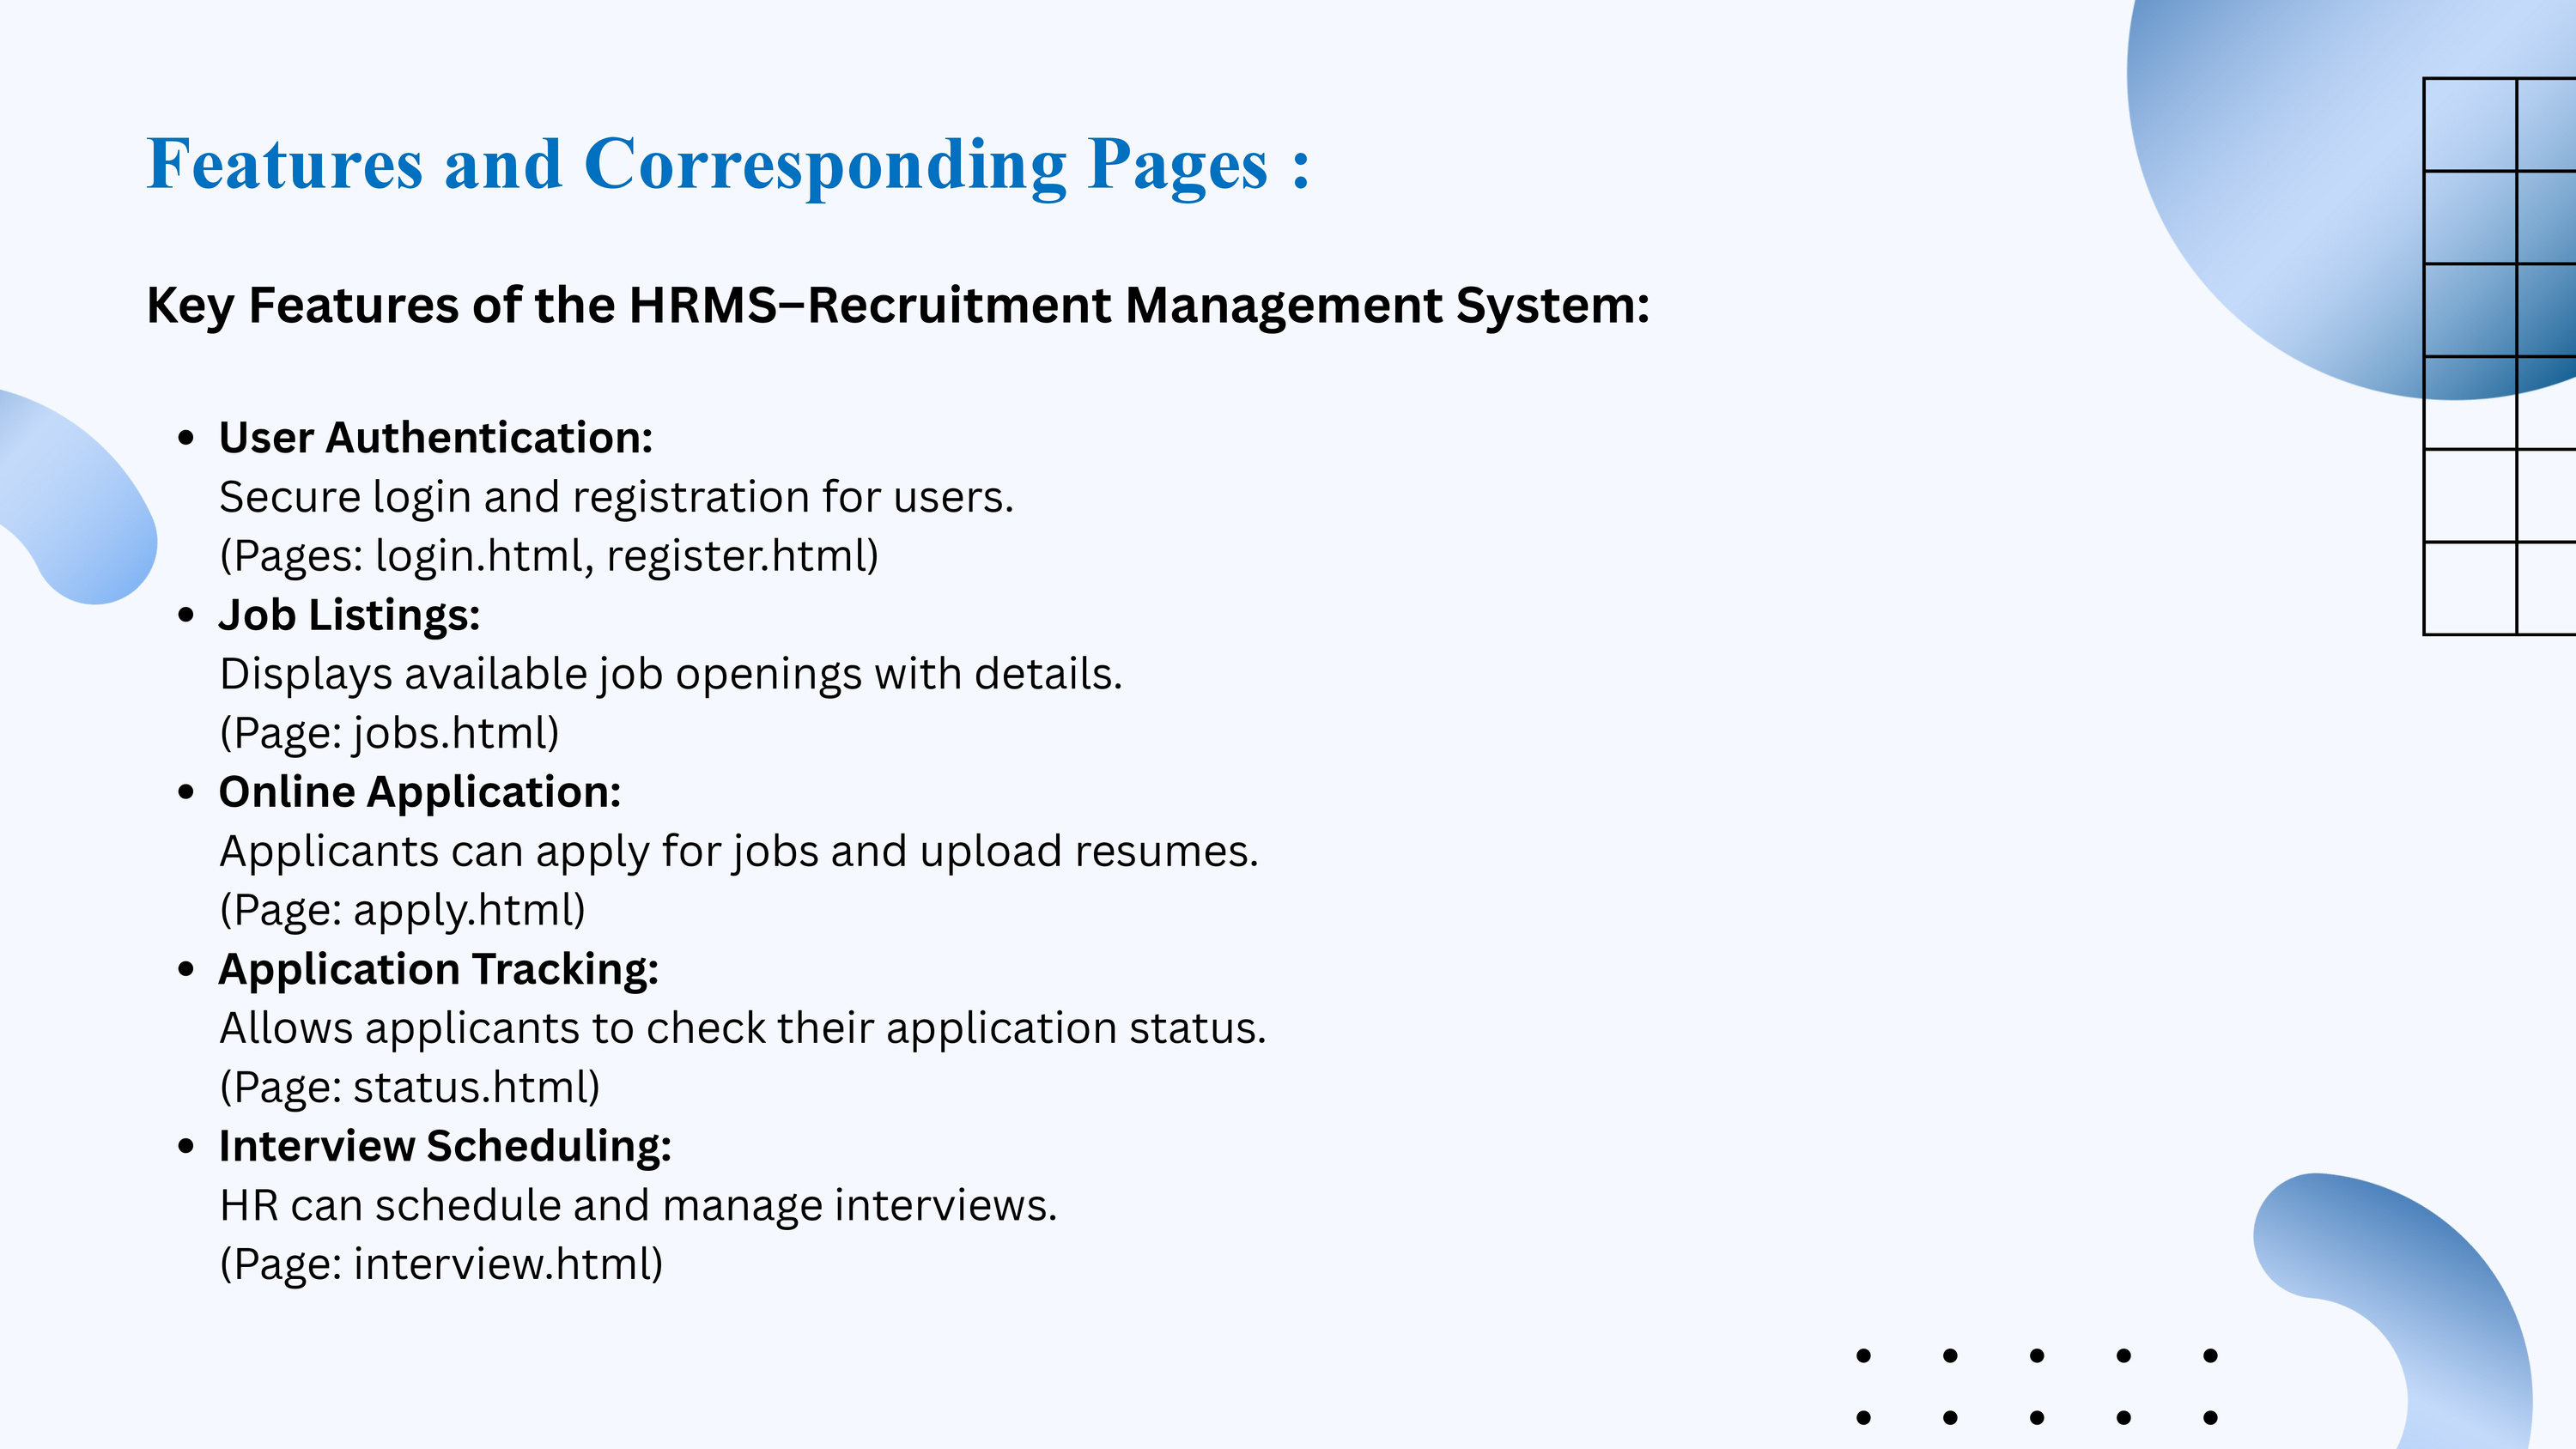 Features and Corresponding Pages :
Key Features of the HRMS–Recruitment Management System:
• User Authentication:
Secure login and registration for users.
(Pages: login.html, register.html)
• Job Listings:
Displays available job openings with details.
(Page: jobs.html)
• Online Application:
Applicants can apply for jobs and upload resumes.
(Page: apply.html)
• Application Tracking:
Allows applicants to check their application status.
(Page: status.html)
• Interview Scheduling:
HR can schedule and manage interviews.
(Page: interview.html)